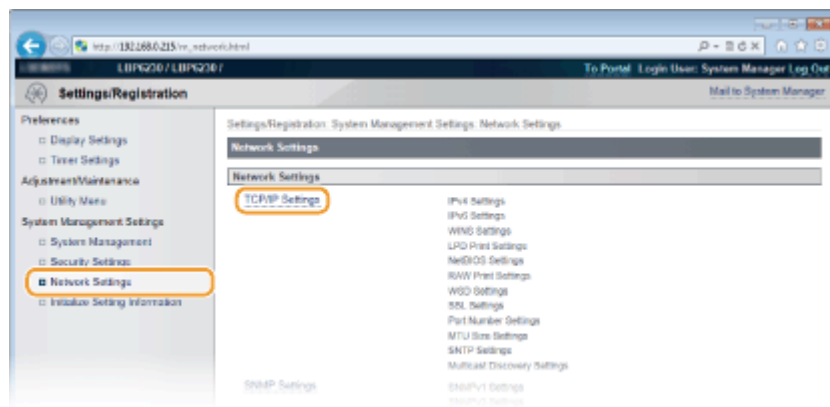 http://192.168.0.215/m_network.html
LBP6230 / LBP6230 /
To Portal Login User: System Manager Log Out
Settings/Registration
Mail to System Manager
Preferences
Display Settings
Timer Settings
Adjustment/Maintenance
Utility Menu
System Management Settings
System Management
Security Settings
Network Settings
Initialize Setting Information
Settings/Registration: System Management Settings: Network Settings
Network Settings
Network Settings
TCP/IP Settings
IPv4 Settings
IPv6 Settings
WINS Settings
LPD Print Settings
NetBIOS Settings
RAW Print Settings
WSD Settings
SSL Settings
Port Number Settings
MTU Size Settings
SNTP Settings
Multicast Discovery Settings
SNMP Settings
SNMPv1 Settings
SNMPv3 Settings